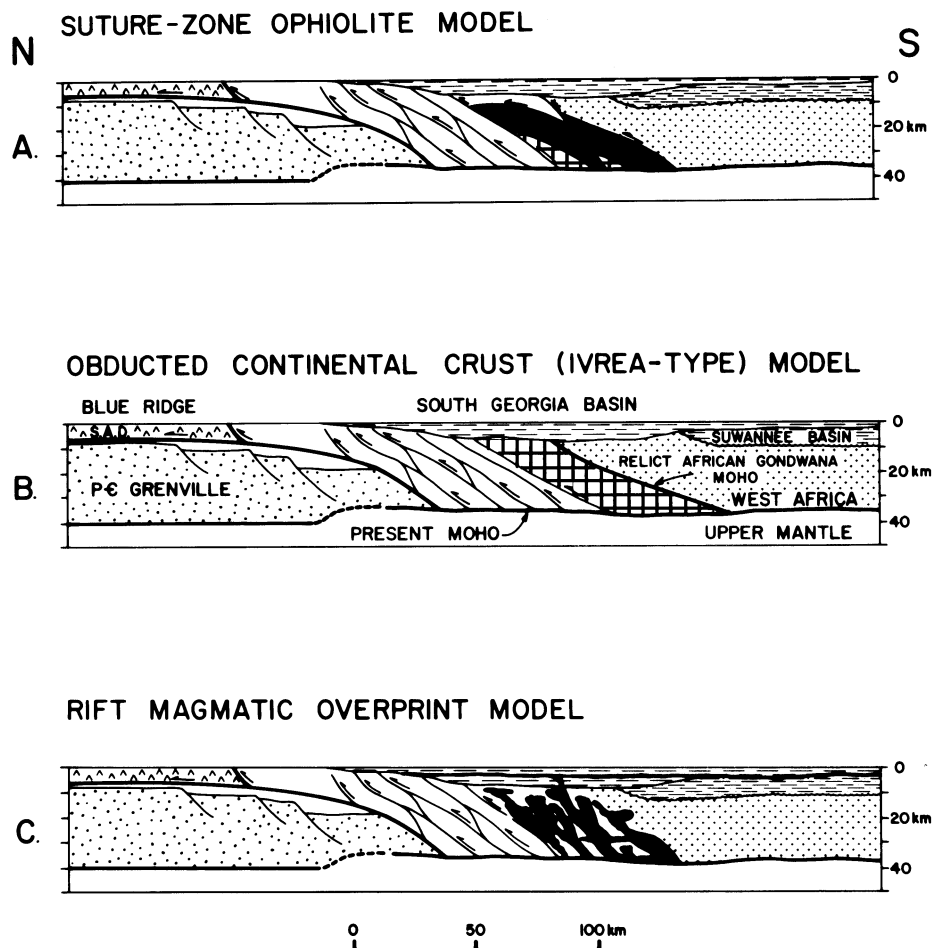 SUTURE-ZONE OPHIOLITE MODEL
N
S
A.
0
20 km
40
OBDUCTED CONTINENTAL CRUST (IVREA-TYPE) MODEL
BLUE RIDGE
SOUTH GEORGIA BASIN
S.A.D.
0
SUWANNEE BASIN
RELICT AFRICAN GONDWANA
MOHO
20 km
B.
P-Є GRENVILLE
WEST AFRICA
40
PRESENT MOHO
UPPER MANTLE
RIFT MAGMATIC OVERPRINT MODEL
0
20 km
C.
40
0 50 100 km